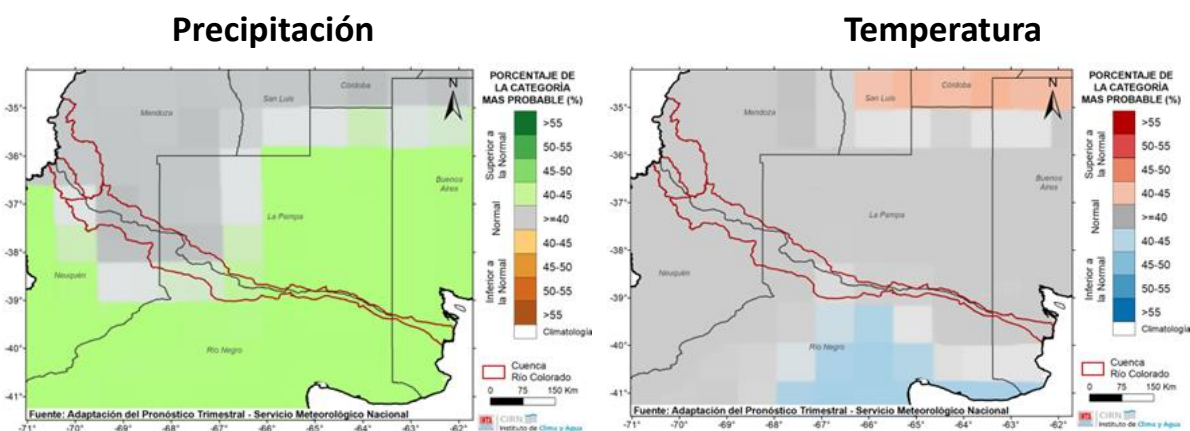 Precipitación
Temperatura
N
Mendoza
San Luis
Córdoba
Buenos
Aires
La Pampa
Neuquén
Río Negro
-35°
-36°
-37°
-38°
-39°
-40°
-41°
-71°
-70°
-69°
-68°
-67°
-66°
-65°
-64°
-63°
-62°
Fuente: Adaptación del Pronóstico Trimestral - Servicio Meteorológico Nacional
PORCENTAJE DE
LA CATEGORÍA
MAS PROBABLE (%)
Superior a
la Normal
Normal
Inferior a
la Normal
>55
50-55
45-50
40-45
>=40
40-45
45-50
50-55
>55
Climatología
Cuenca
Río Colorado
0 75 150 Km
INTA CIRN
Instituto de Clima y Agua
N
Mendoza
San Luis
Córdoba
Buenos
Aires
La Pampa
Neuquén
Río Negro
-35°
-36°
-37°
-38°
-39°
-40°
-41°
-71°
-70°
-69°
-68°
-67°
-66°
-65°
-64°
-63°
-62°
Fuente: Adaptación del Pronóstico Trimestral - Servicio Meteorológico Nacional
PORCENTAJE DE
LA CATEGORÍA
MAS PROBABLE (%)
Superior a
la Normal
Normal
Inferior a
la Normal
>55
50-55
45-50
40-45
>=40
40-45
45-50
50-55
>55
Climatología
Cuenca
Río Colorado
0 75 150 Km
INTA CIRN
Instituto de Clima y Agua